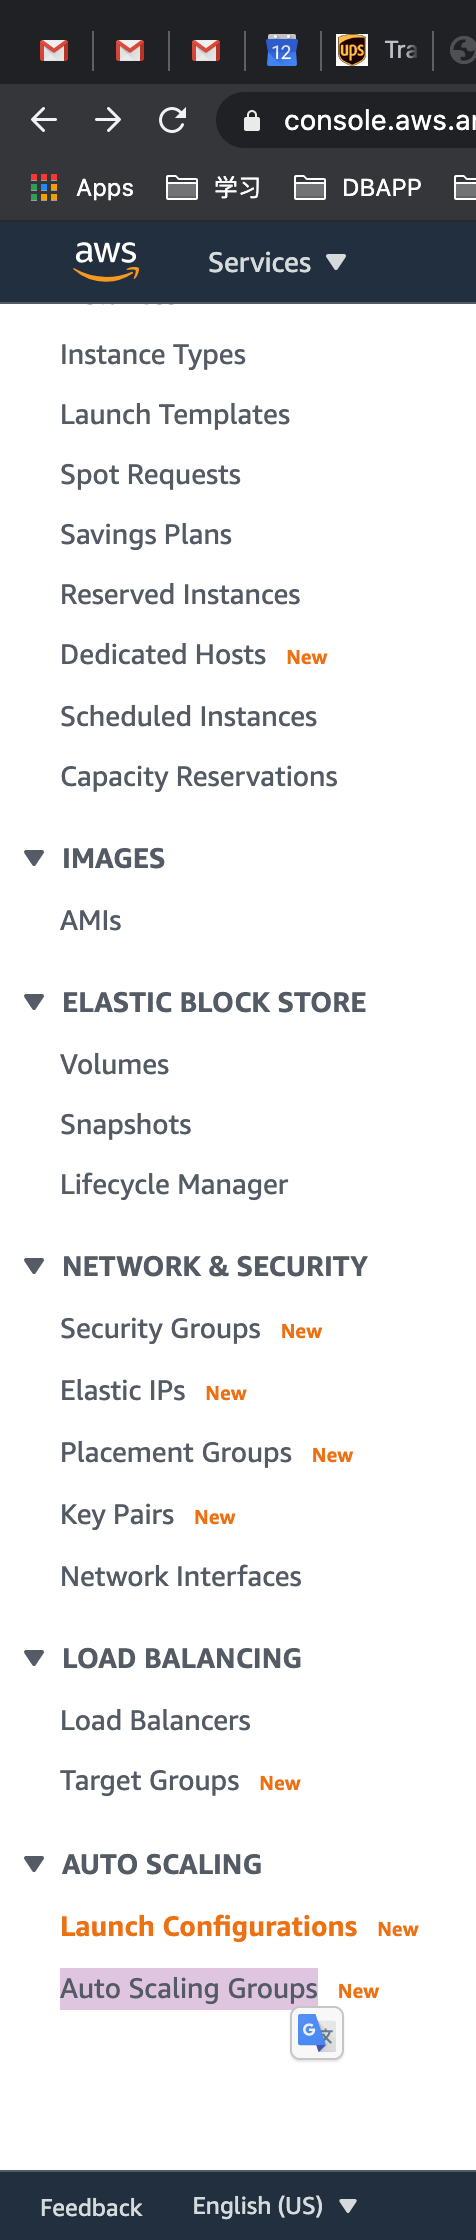 12 ups Tra
console.aws.a
Apps 学习 DBAPP
aws Services
Instance Types
Launch Templates
Spot Requests
Savings Plans
Reserved Instances
Dedicated Hosts New
Scheduled Instances
Capacity Reservations
IMAGES
AMIs
ELASTIC BLOCK STORE
Volumes
Snapshots
Lifecycle Manager
NETWORK & SECURITY
Security Groups New
Elastic IPs New
Placement Groups New
Key Pairs New
Network Interfaces
LOAD BALANCING
Load Balancers
Target Groups New
AUTO SCALING
Launch Configurations New
Auto Scaling Groups New
G 文
Feedback English (US)